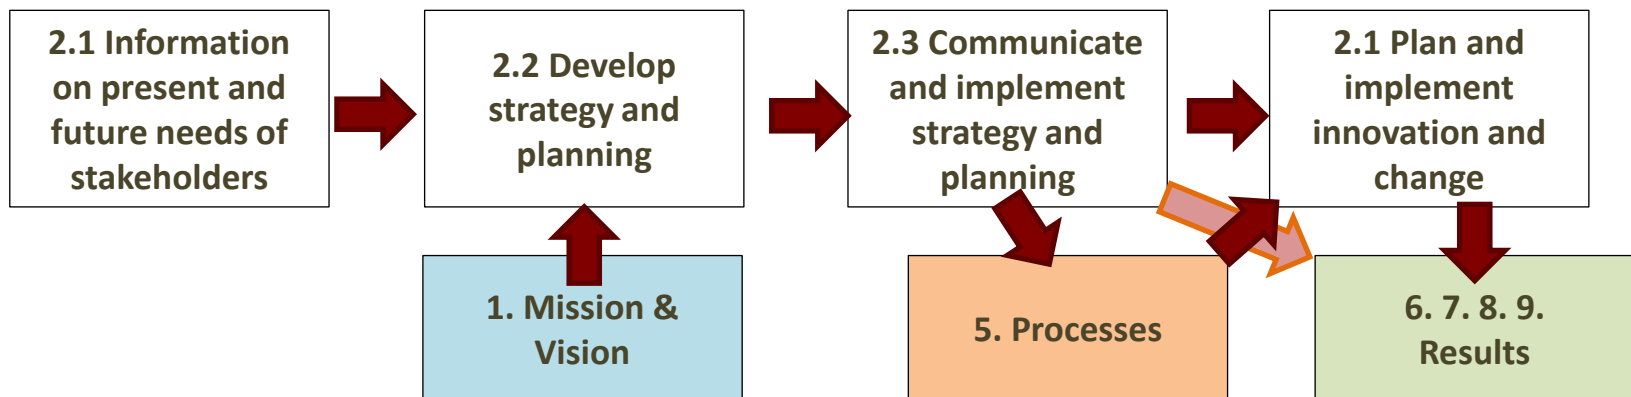 2.1 Information
on present and
future needs of
stakeholders
2.2 Develop
strategy and
planning
2.3 Communicate
and implement
strategy and
planning
2.1 Plan and
implement
innovation and
change
1. Mission &
Vision
5. Processes
6. 7. 8. 9.
Results